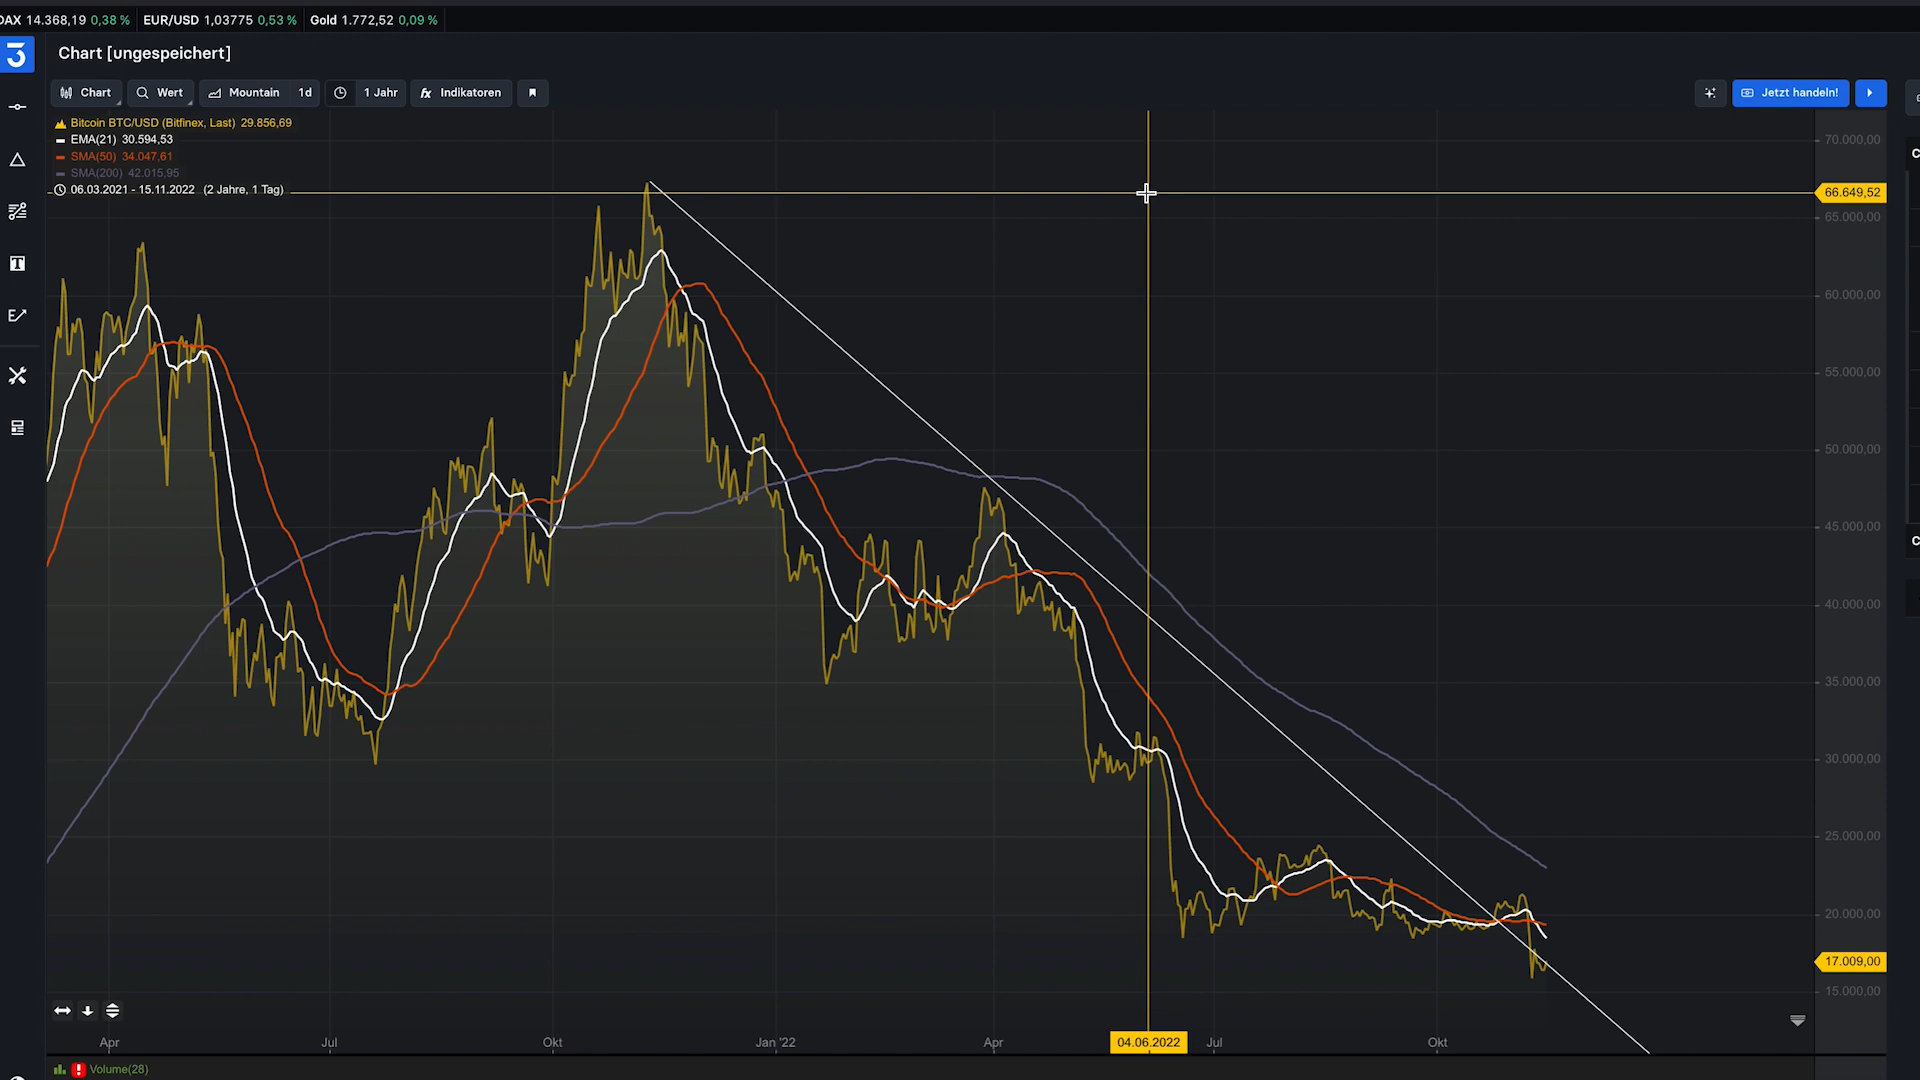 DAX 14.368,19 0,38 % EUR/USD 1,03775 0,53 % Gold 1.772,52 0,09 %
Chart [ungespeichert]
Chart Wert Mountain 1d 1 Jahr fx Indikatoren Jetzt handeln!
Bitcoin BTC/USD (Bitfinex, Last) 29.856,69
EMA(21) 30.594,53
SMA(50) 34.047,61
SMA(200) 42.015,95
06.03.2021 - 15.11.2022 (2 Jahre, 1 Tag)
70.000,00
66.649,52
65.000,00
60.000,00
55.000,00
50.000,00
45.000,00
40.000,00
35.000,00
30.000,00
25.000,00
20.000,00
17.009,00
15.000,00
Apr Jul Okt Jan '22 Apr 04.06.2022 Jul Okt
Volume(28)